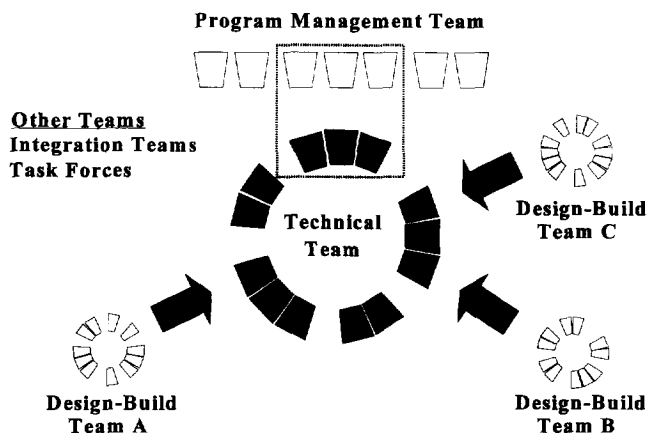 Program Management Team
Other Teams
Integration Teams
Task Forces
Technical
Team
Design-Build
Team C
Design-Build
Team A
Design-Build
Team B